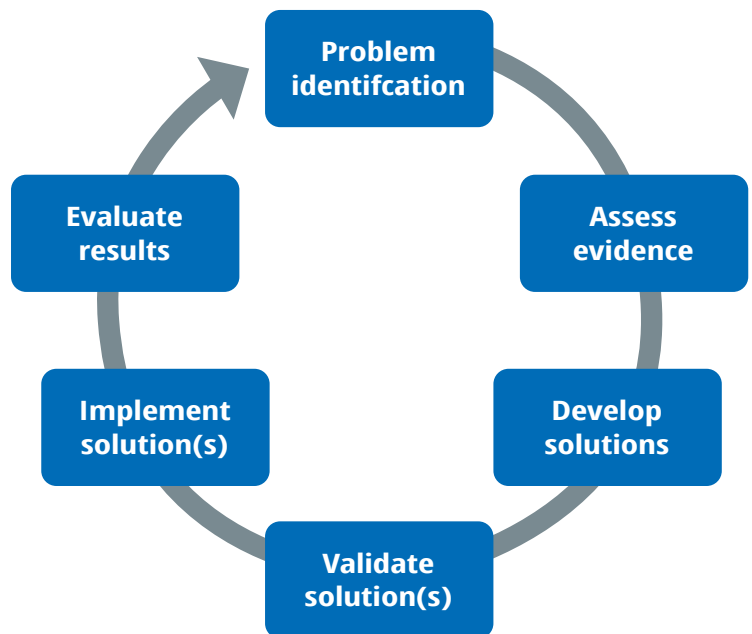 Problem
identifcation
Assess
evidence
Develop
solutions
Validate
solution(s)
Implement
solution(s)
Evaluate
results